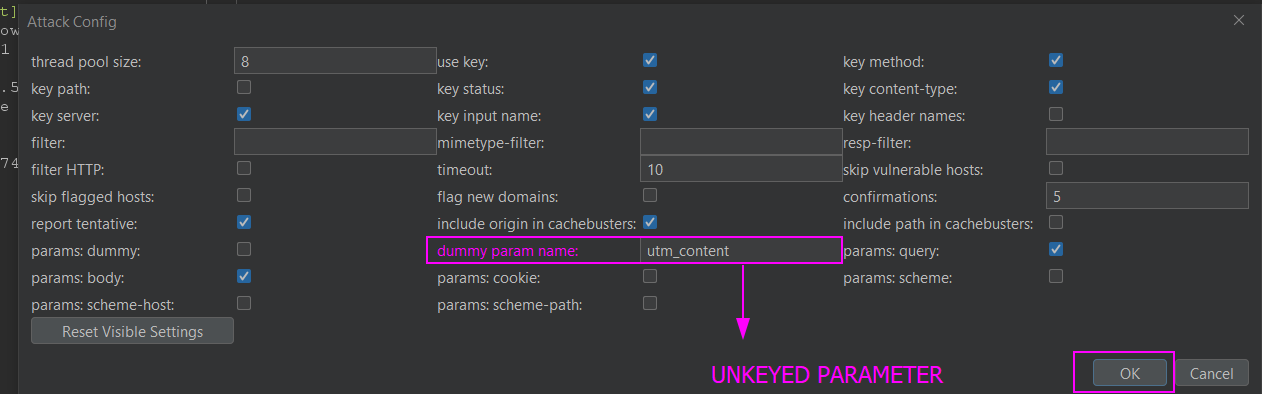 t]
Attack Config
ow
1
thread pool size: 8 use key: key method:
.5
key path: key status: key content-type:
e
key server: key input name: key header names:
filter: mimetype-filter: resp-filter:
74
filter HTTP: timeout: 10 skip vulnerable hosts:
skip flagged hosts: flag new domains: confirmations: 5
report tentative: include origin in cachebusters: include path in cachebusters:
params: dummy: dummy param name: utm_content params: query:
params: body: params: cookie: params: scheme:
params: scheme-host: params: scheme-path:
Reset Visible Settings
UNKEYED PARAMETER
OK Cancel